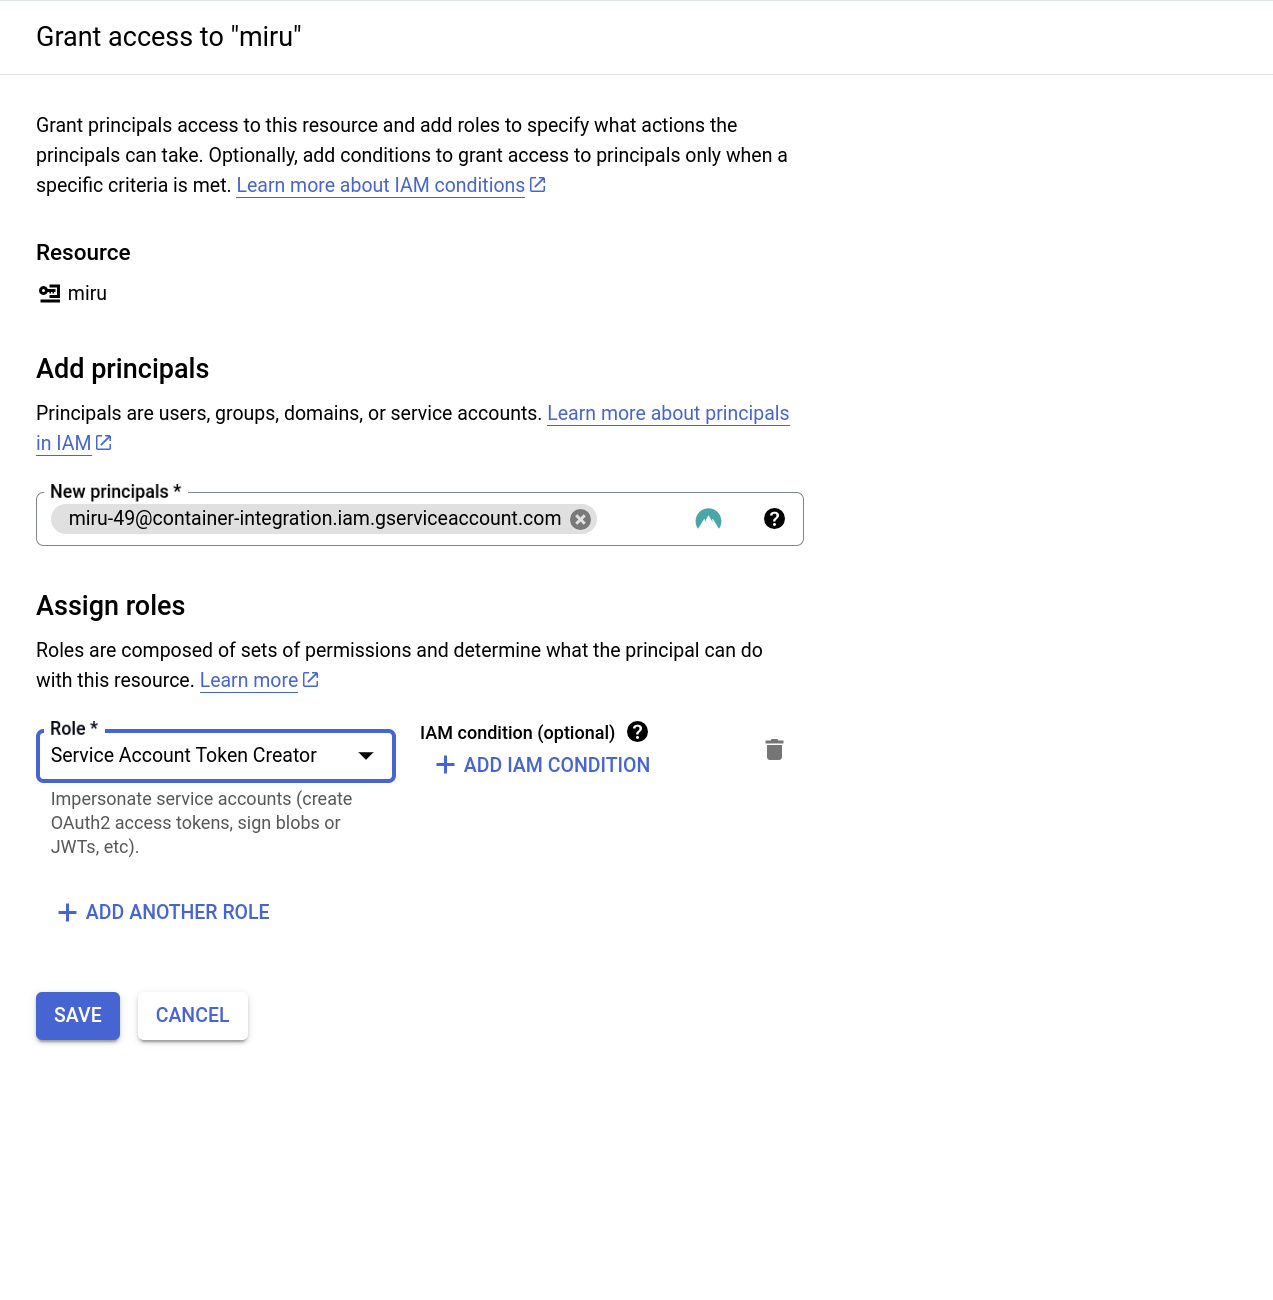 Grant access to "miru"
Grant principals access to this resource and add roles to specify what actions the
principals can take. Optionally, add conditions to grant access to principals only when a
specific criteria is met. Learn more about IAM conditions
Resource
miru
Add principals
Principals are users, groups, domains, or service accounts. Learn more about principals
in IAM
New principals *
miru-49@container-integration.iam.gserviceaccount.com
Assign roles
Roles are composed of sets of permissions and determine what the principal can do
with this resource. Learn more
Role *
Service Account Token Creator
Impersonate service accounts (create
OAuth2 access tokens, sign blobs or
JWTs, etc).
IAM condition (optional)
ADD IAM CONDITION
ADD ANOTHER ROLE
SAVE
CANCEL